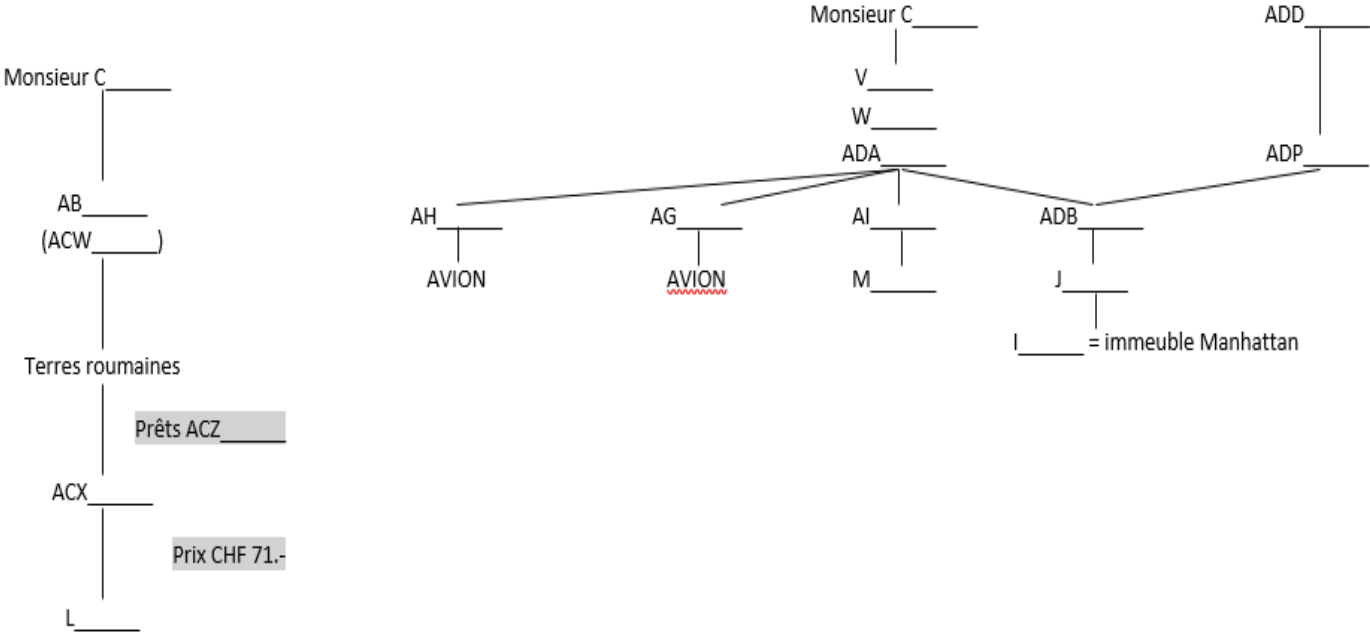 Monsieur C______ ADD______
Monsieur C______ V______
W______
ADA______ ADP______
AB______ AH______ AG______ AI______ ADB______
(ACW______)
AVION AVION M______ J______
I______ = immeuble Manhattan
Terres roumaines
Prêts ACZ______
ACX______
Prix CHF 71.-
L______